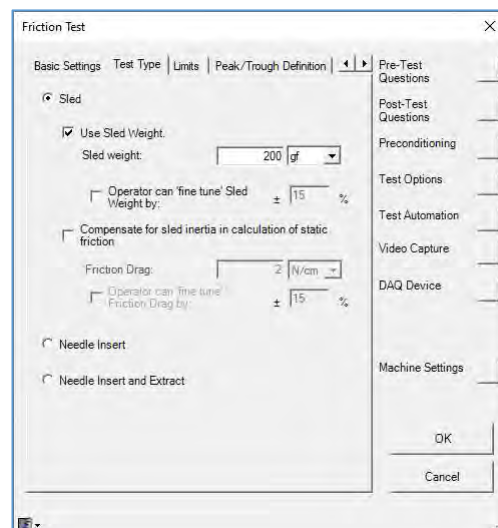 Friction Test
Basic Settings Test Type Limits Peak/Trough Definition
Sled
Use Sled Weight.
Sled weight: 200 gf
Operator can 'fine tune' Sled
Weight by: ± 15 %
Compensate for sled inertia in calculation of static
friction
Friction Drag: 2 N/cm
Operator can 'fine tune'
Friction Drag by: ± 15 %
Needle Insert
Needle Insert and Extract
Pre-Test
Questions
Post-Test
Questions
Preconditioning
Test Options
Test Automation
Video Capture
DAQ Device
Machine Settings
OK
Cancel